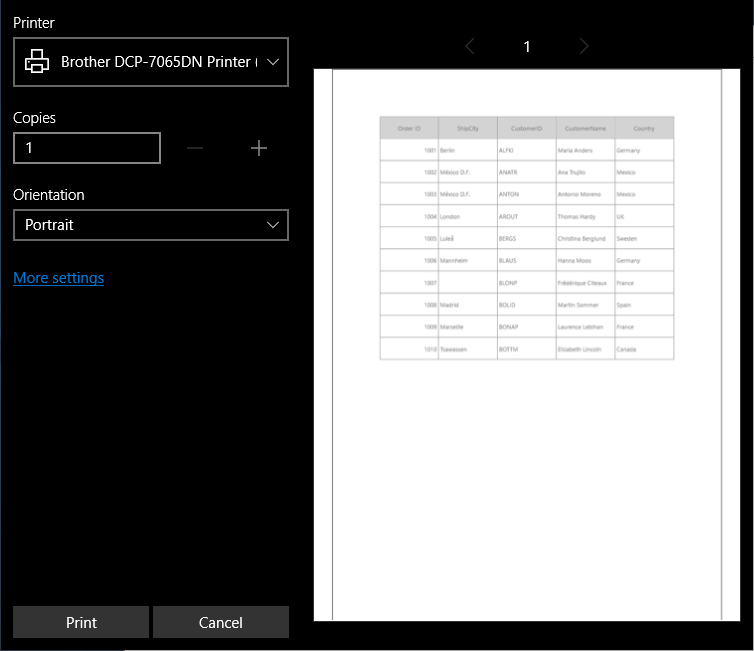 Printer
Brother DCP-7065DN Printer (
Copies
1
Orientation
Portrait
More settings
Print Cancel
1
Order ID ShipCity CustomerID CustomerName Country
1001 Berlin ALFKI Maria Anders Germany
1002 México D.F. ANATR Ana Trujilo Mexico
1003 México D.F. ANTON Antonio Moreno Mexico
1004 London AROUT Thomas Hardy UK
1005 Luleå BERGS Christina Berglund Sweden
1006 Mannheim BLAUS Hanna Moos Germany
1007 BLONP Frédérique Citeaux France
1008 Madrid BOLID Martin Sommer Spain
1009 Marseille BONAP Laurence Lebihan France
1010 Tsawassen BOTTM Elizabeth Lincoln Canada